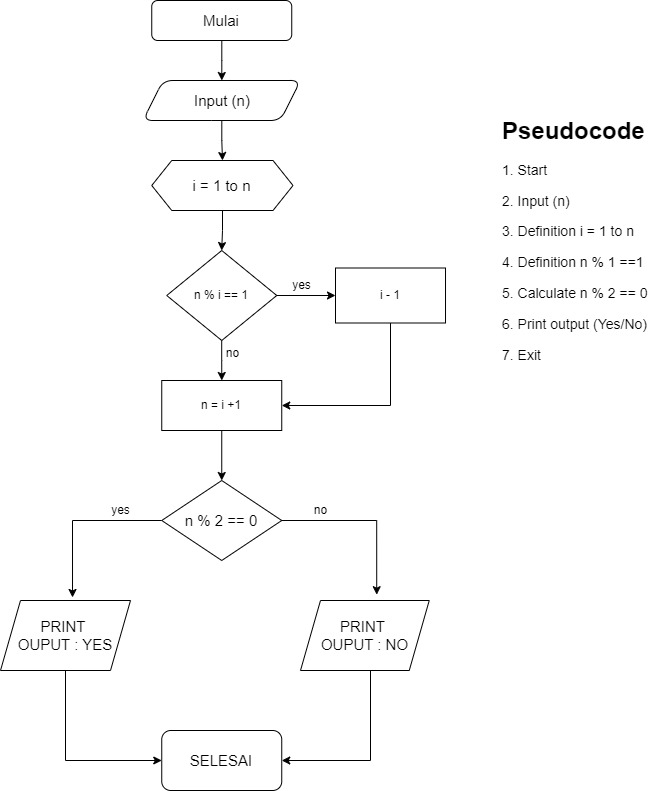 Mulai
Input (n)
i = 1 to n
n % i == 1
yes
i - 1
no
n = i +1
n % 2 == 0
yes
no
PRINT
OUPUT : YES
PRINT
OUPUT : NO
SELESAI
Pseudocode
1. Start
2. Input (n)
3. Definition i = 1 to n
4. Definition n % 1 ==1
5. Calculate n % 2 == 0
6. Print output (Yes/No)
7. Exit